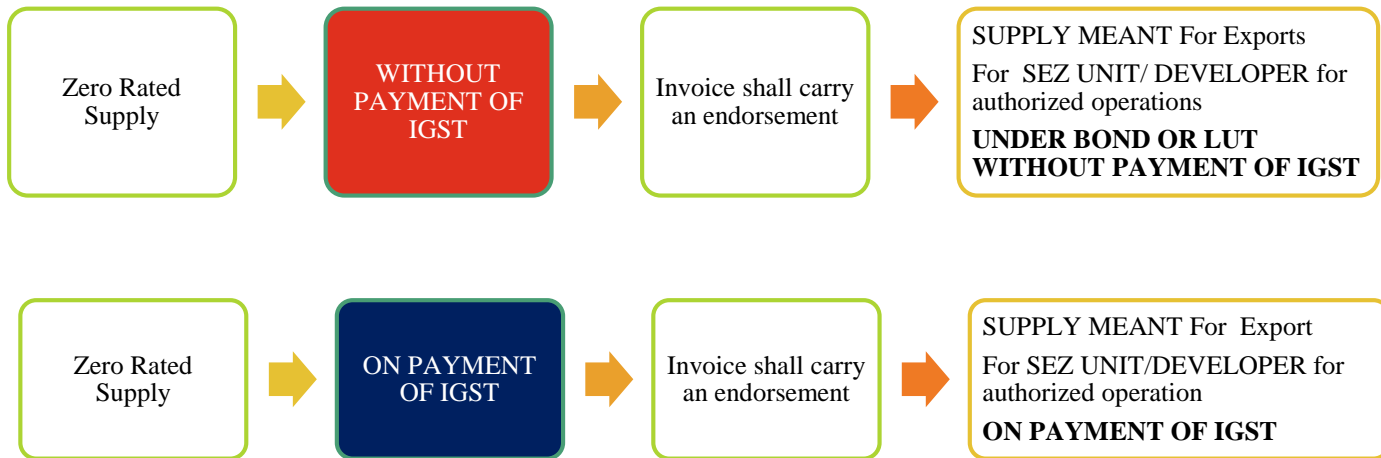 Zero Rated
Supply
WITHOUT
PAYMENT OF
IGST
Invoice shall carry
an endorsement
SUPPLY MEANT For Exports
For SEZ UNIT/ DEVELOPER for
authorized operations
UNDER BOND OR LUT
WITHOUT PAYMENT OF IGST
Zero Rated
Supply
ON PAYMENT
OF IGST
Invoice shall carry
an endorsement
SUPPLY MEANT For Export
For SEZ UNIT/DEVELOPER for
authorized operation
ON PAYMENT OF IGST